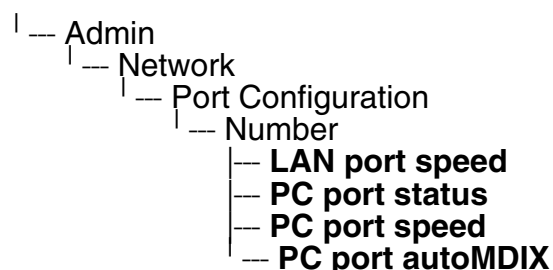 --- Admin
--- Network
--- Port Configuration
--- Number
--- LAN port speed
--- PC port status
--- PC port speed
--- PC port autoMDIX